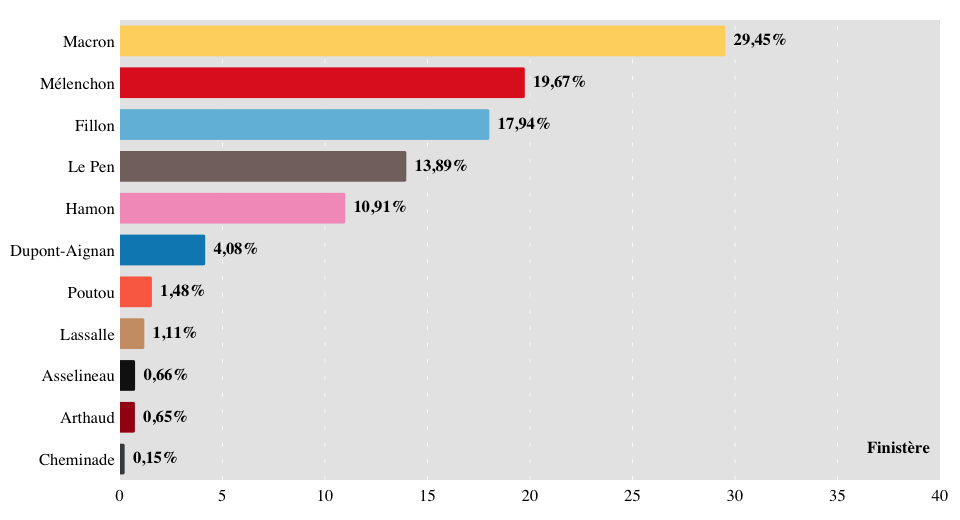 Macron 29,45%
Mélenchon 19,67%
Fillon 17,94%
Le Pen 13,89%
Hamon 10,91%
Dupont-Aignan 4,08%
Poutou 1,48%
Lassalle 1,11%
Asselineau 0,66%
Arthaud 0,65%
Finistère
Cheminade 0,15%
0 5 10 15 20 25 30 35 40